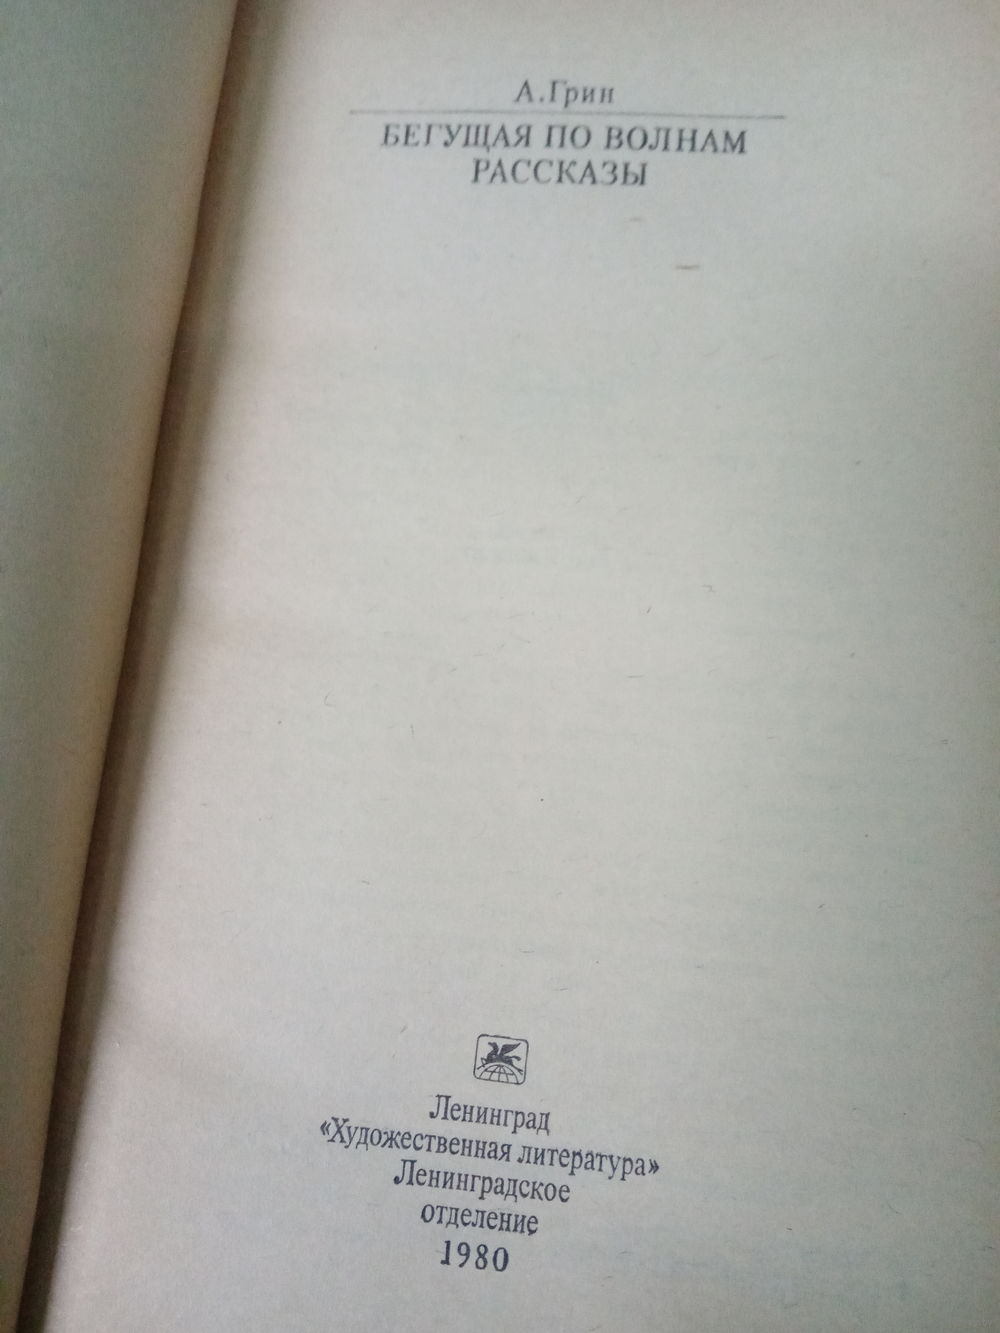 А.Грин
БЕГУЩАЯ ПО ВОЛНАМ
РАССКАЗЫ
Ленинград
«Художественная литература»
Ленинградское
отделение
1980